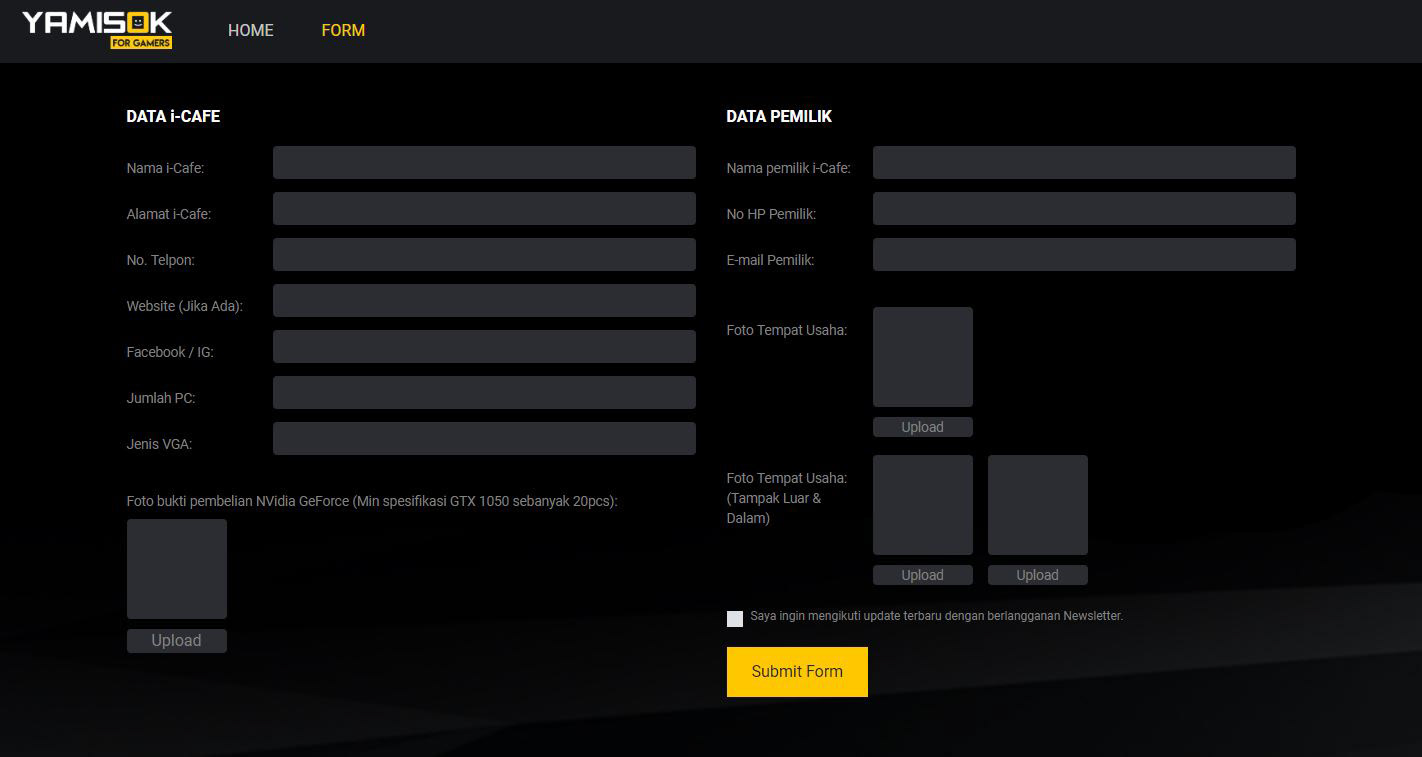 YAMISOK
FOR GAMERS
HOME
FORM
DATA i-CAFE
Nama i-Cafe:
Alamat i-Cafe:
No. Telpon:
Website (Jika Ada):
Facebook / IG:
Jumlah PC:
Jenis VGA:
Foto bukti pembelian NVidia GeForce (Min spesifikasi GTX 1050 sebanyak 20pcs):
Upload
DATA PEMILIK
Nama pemilik i-Cafe:
No HP Pemilik:
E-mail Pemilik:
Foto Tempat Usaha:
Upload
Foto Tempat Usaha:
(Tampak Luar &
Dalam)
Upload
Upload
Saya ingin mengikuti update terbaru dengan berlangganan Newsletter.
Submit Form